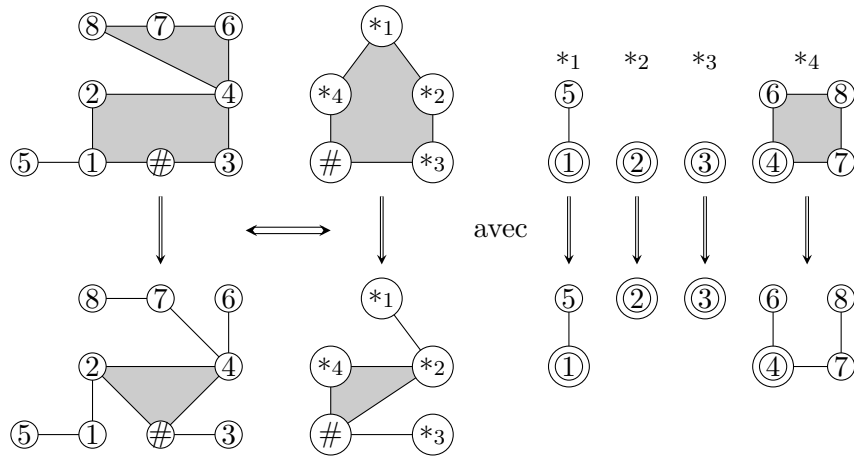 8 7 6 *1 *1 *2 *3 *4
2 4 *4 *2 5 6 8
5 1 # 3 # *3 1 2 3 4 7
avec
8 7 6 *1 5 2 3 6 8
2 4 *4 *2 1 4 7
5 1 # 3 # *3